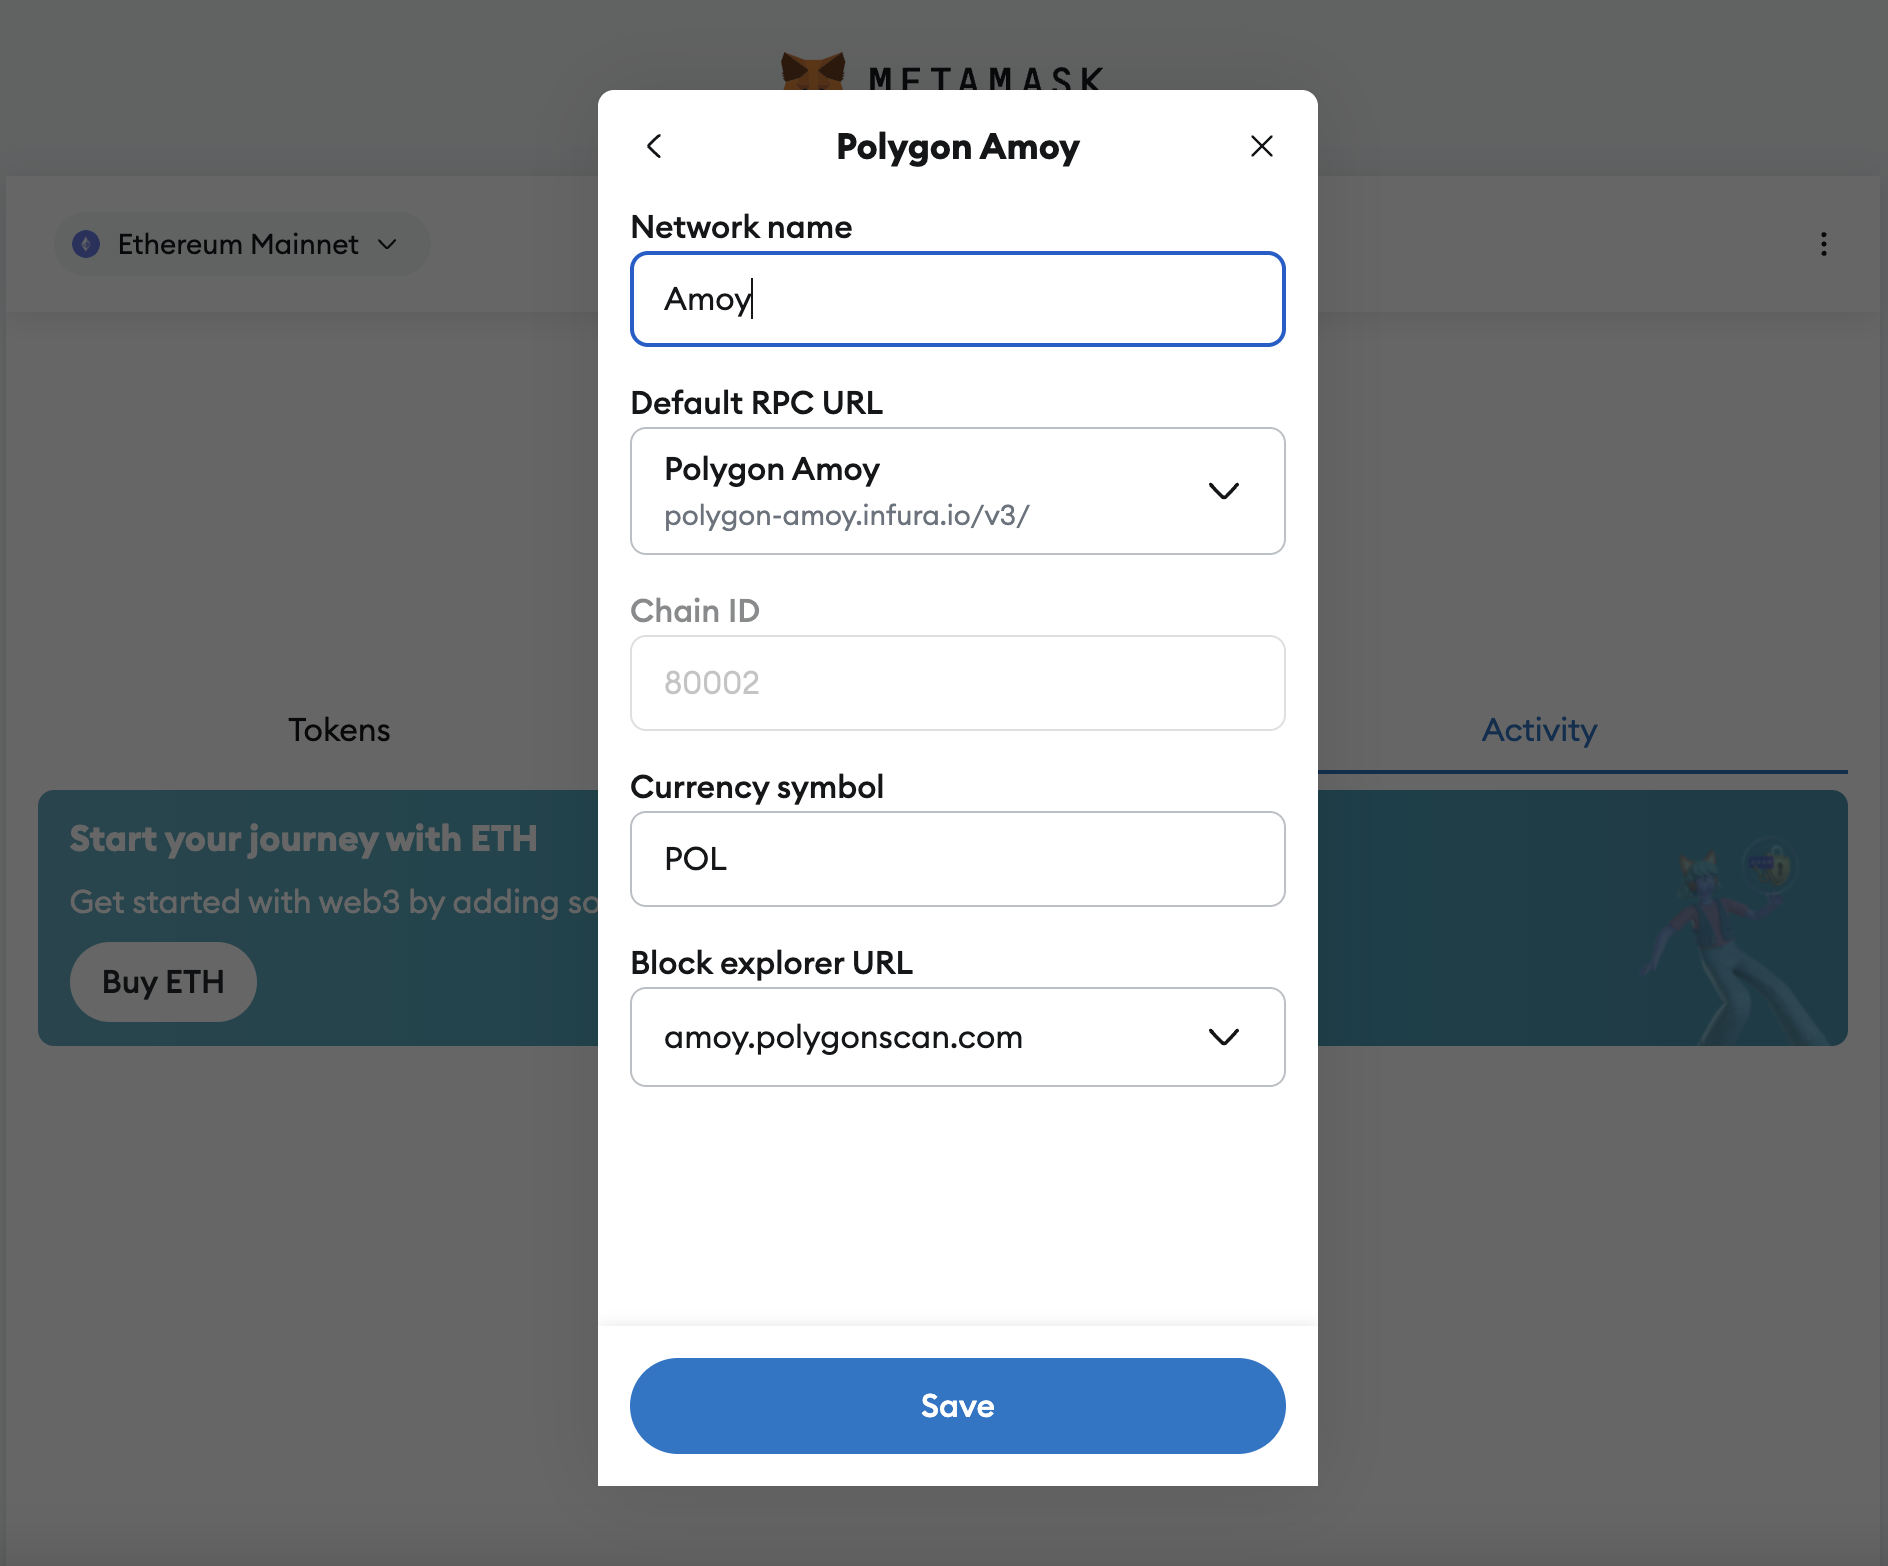 METAMASK
Polygon Amoy
Ethereum Mainnet
Network name
Amoy
Default RPC URL
Polygon Amoy
polygon-amoy.infura.io/v3/
Chain ID
80002
Tokens
Activity
Currency symbol
POL
Start your journey with ETH
Get started with web3 by adding so
Buy ETH
Block explorer URL
amoy.polygonscan.com
Save